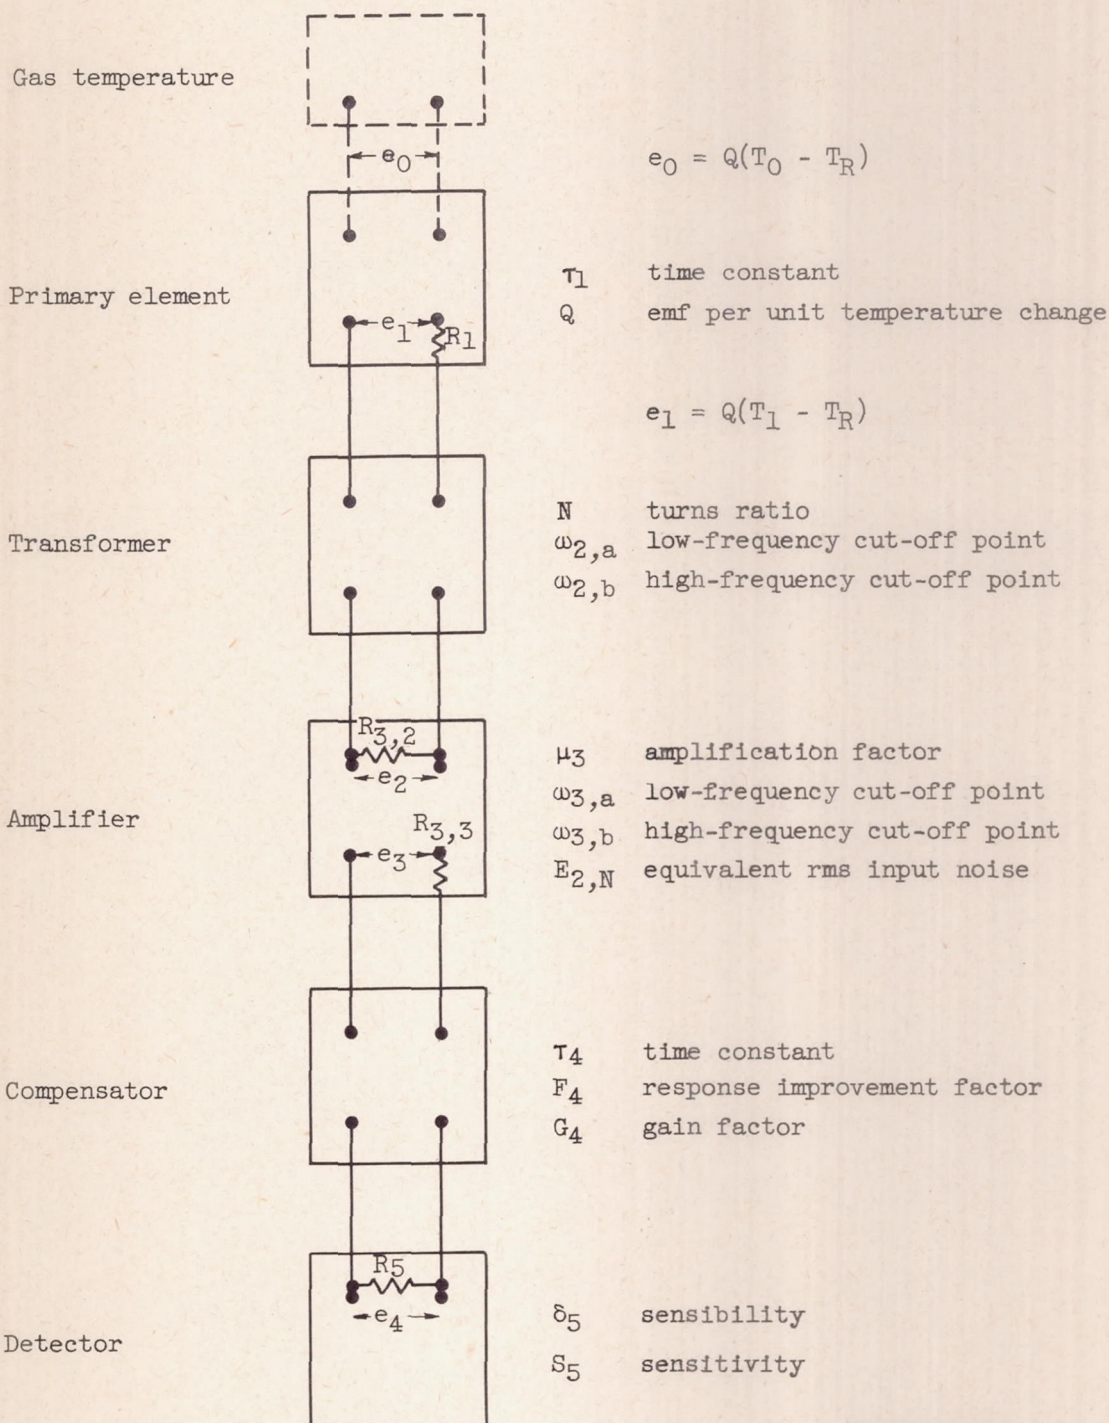 Gas temperature
e0
e0 = Q(TO - TR)
Primary element
τ1 time constant
Q emf per unit temperature change
e1
R1
e1 = Q(T1 - TR)
Transformer
N turns ratio
ω2,a low-frequency cut-off point
ω2,b high-frequency cut-off point
R3,2
e2
Amplifier
R3,3
e3
μ3 amplification factor
ω3,a low-frequency cut-off point
ω3,b high-frequency cut-off point
E2,N equivalent rms input noise
Compensator
τ4 time constant
F4 response improvement factor
G4 gain factor
R5
e4
Detector
δ5 sensibility
S5 sensitivity